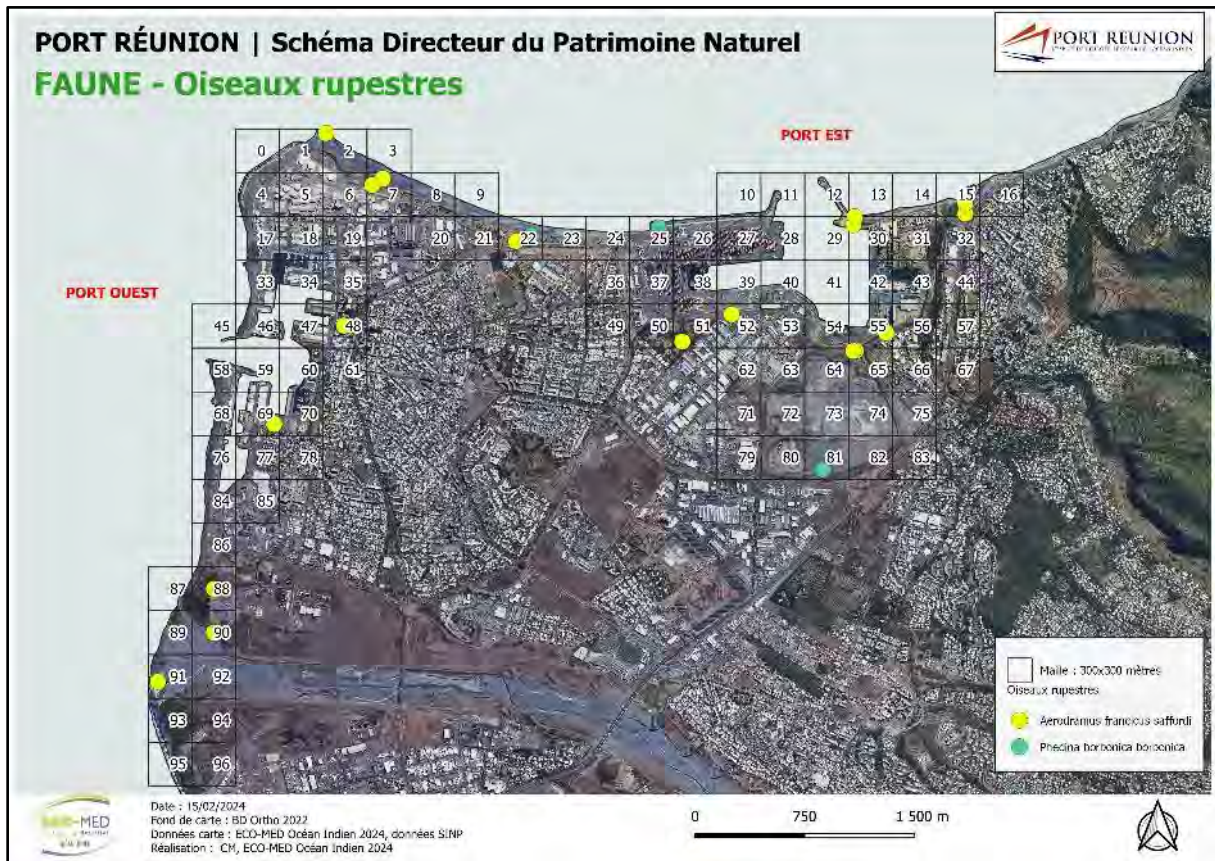 PORT RÉUNION | Schéma Directeur du Patrimoine Naturel
FAUNE - Oiseaux rupestres
PORT REUNION
PORT EST
PORT OUEST
0 1 2 3
4 5 6 7 8 9 10 11 12 13 14 15 16
17 18 19 20 21 22 23 24 25 26 27 28 29 30 31 32
33 34 35 36 37 38 39 40 41 42 43 44
45 46 47 48 49 50 51 52 53 54 55 56 57
58 59 60 61 62 63 64 65 66 67
68 69 70 71 72 73 74 75
76 77 78 79 80 81 82 83
84 85
86
87 88
89 90
91 92
93 94
95 96
Maille : 300x300 mètres
Oiseaux rupestres
Aerodramus francicus saffordi
Phedina borbonica borbonica
ECO-MED
Date : 15/02/2024
Fond de carte : BD Ortho 2022
Données carte : ECO-MED Océan Indien 2024, données SINP
Réalisation : CM, ECO-MED Océan Indien 2024
0 750 1 500 m